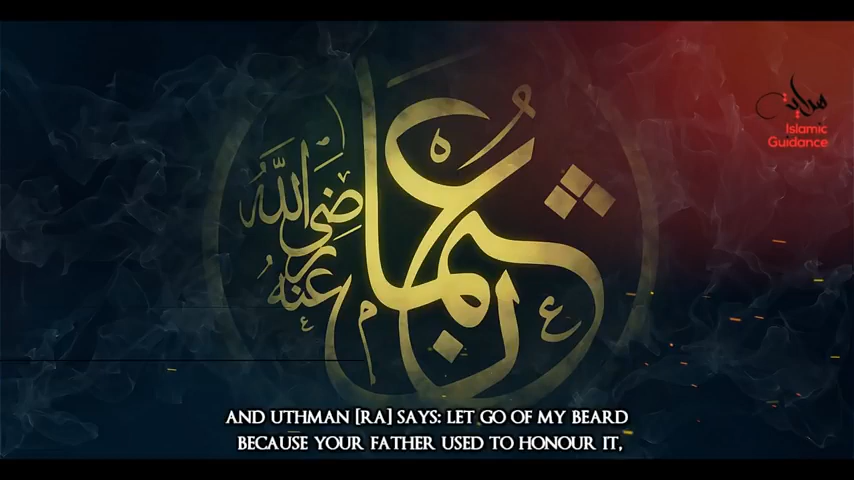 هداية
Islamic
Guidance
عثمان
رضي الله عنه
AND UTHMAN [RA] SAYS: LET GO OF MY BEARD
BECAUSE YOUR FATHER USED TO HONOUR IT,